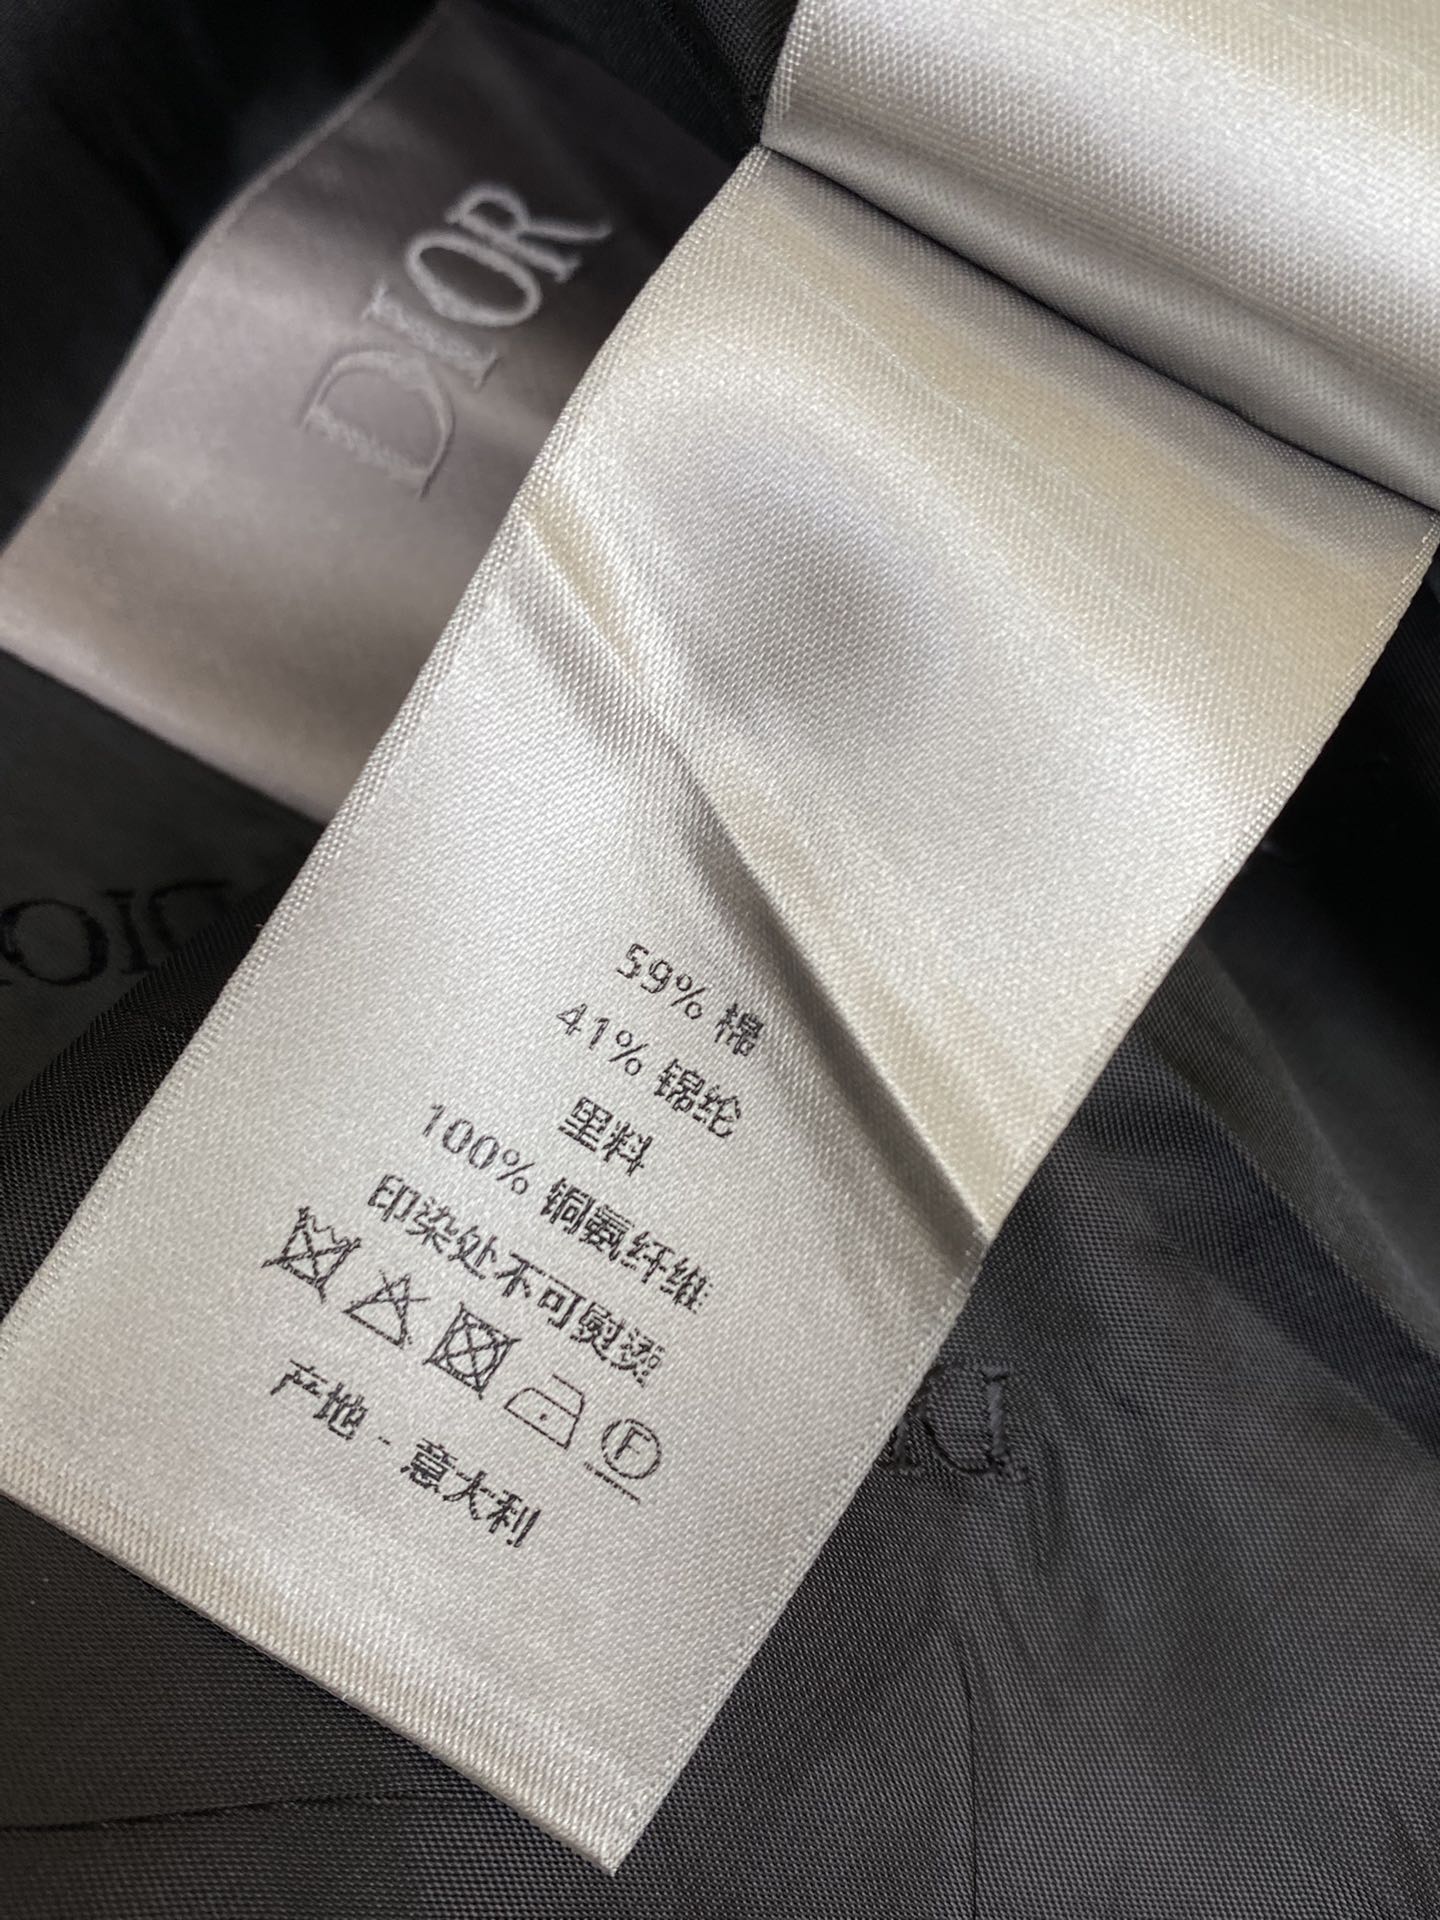 DIOR
59% 棉
41% 锦纶
里料
100% 铜氨纤维
印染处不可熨烫
F
产地 - 意大利